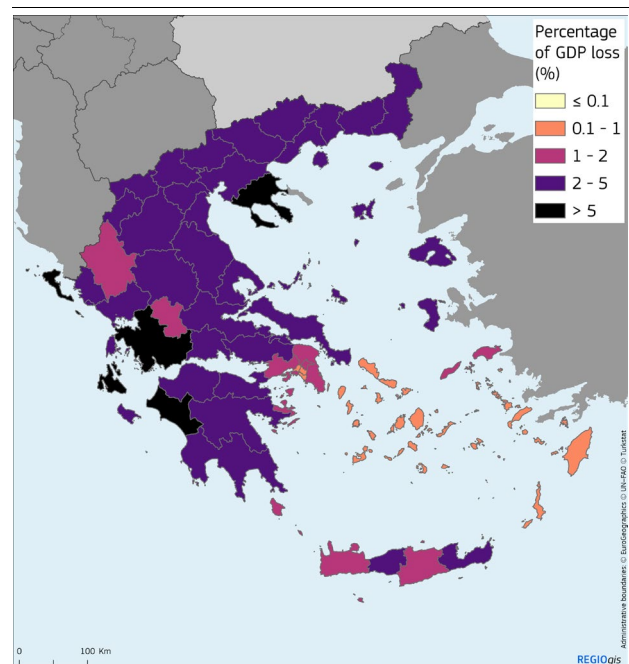 Percentage
of GDP loss
(%)
≤ 0.1
0.1 - 1
1 - 2
2 - 5
> 5
Administrative boundaries: © EuroGeographics © UN-FAO © Turkstat
0 100 Km
REGIOgis